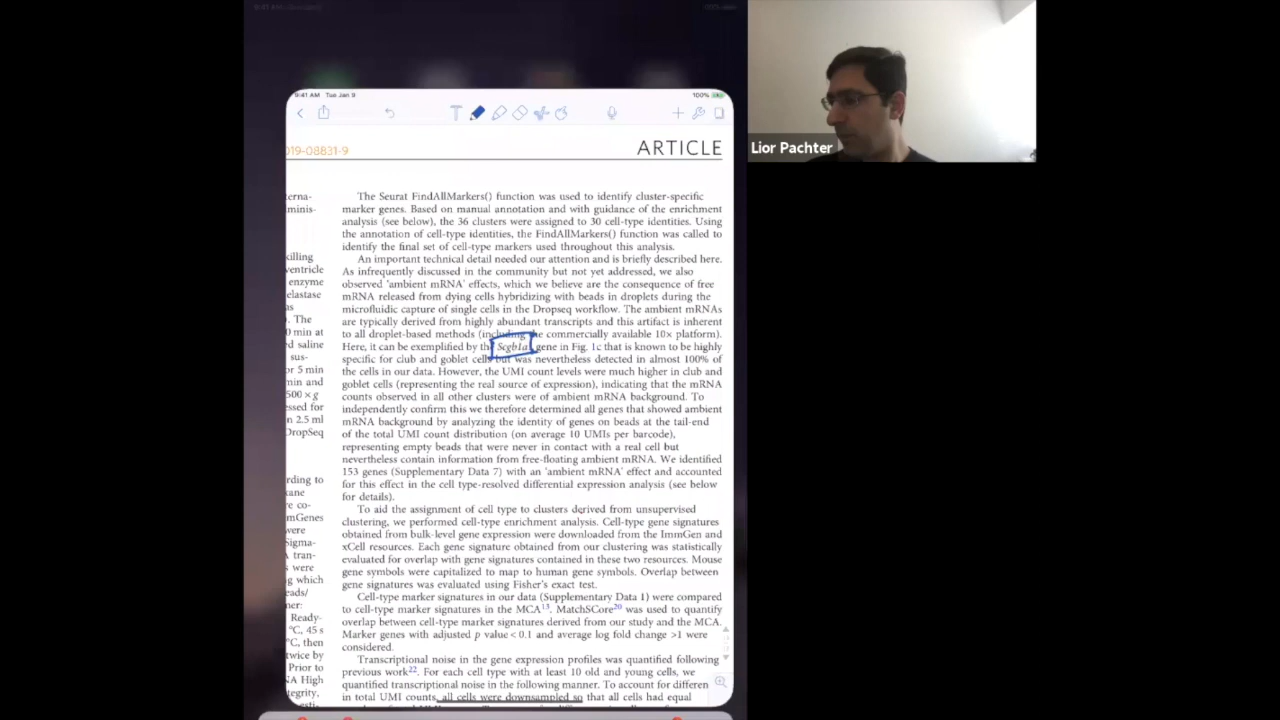 9:41 AM Tue Jan 9
100%
Lior Pachter
019-08831-9
ARTICLE
The Seurat FindAllMarkers() function was used to identify cluster-specific
marker genes. Based on manual annotation and with guidance of the enrichment
analysis (see below), the 36 clusters were assigned to 30 cell-type identities. Using
the annotation of cell-type identities, the FindAllMarkers() function was called to
identify the final set of cell-type markers used throughout this analysis.
An important technical detail needed our attention and is briefly described here.
As infrequently discussed in the community but not yet addressed, we also
observed 'ambient mRNA' effects, which we believe are the consequence of free
mRNA released from dying cells hybridizing with beads in droplets during the
microfluidic capture of single cells in the Dropseq workflow. The ambient mRNAs
are typically derived from highly abundant transcripts and this artifact is inherent
to all droplet-based methods (including the commercially available 10× platform).
Here, it can be exemplified by th Scgb1a gene in Fig. 1c that is known to be highly
specific for club and goblet cells but was nevertheless detected in almost 100% of
the cells in our data. However, the UMI count levels were much higher in club and
goblet cells (representing the real source of expression), indicating that the mRNA
counts observed in all other clusters were of ambient mRNA background. To
independently confirm this we therefore determined all genes that showed ambient
mRNA background by analyzing the identity of genes on beads at the tail-end
of the total UMI count distribution (on average 10 UMIs per barcode),
representing empty beads that were never in contact with a real cell but
nevertheless contain information from free-floating ambient mRNA. We identified
153 genes (Supplementary Data 7) with an 'ambient mRNA' effect and accounted
for this effect in the cell type-resolved differential expression analysis (see below
for details).
To aid the assignment of cell type to clusters derived from unsupervised
clustering, we performed cell-type enrichment analysis. Cell-type gene signatures
obtained from bulk-level gene expression were downloaded from the ImmGen and
xCell resources. Each gene signature obtained from our clustering was statistically
evaluated for overlap with gene signatures contained in these two resources. Mouse
gene symbols were capitalized to map to human gene symbols. Overlap between
gene signatures was evaluated using Fisher's exact test.
Cell-type marker signatures in our data (Supplementary Data 1) were compared
to cell-type marker signatures in the MCA13. MatchSCore20 was used to quantify
overlap between cell-type marker signatures derived from our study and the MCA.
Marker genes with adjusted p value < 0.1 and average log fold change >1 were
considered.
Transcriptional noise in the gene expression profiles was quantified following
previous work22. For each cell type with at least 10 old and young cells, we
quantified transcriptional noise in the following manner. To account for differen
in total UMI counts, all cells were downsampled so that all cells had equal